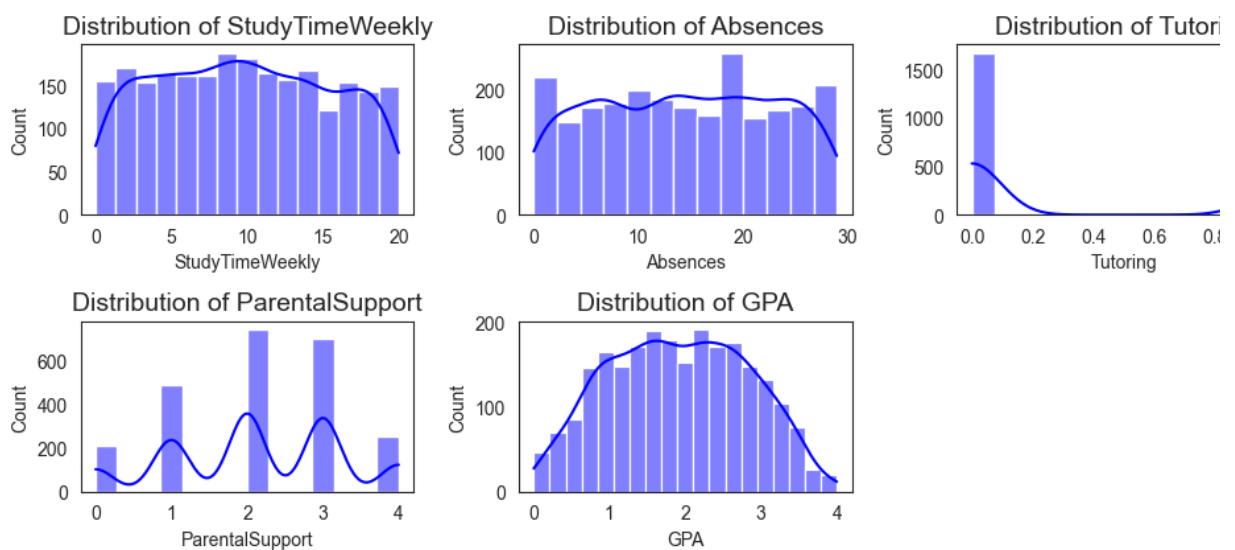 Distribution of StudyTimeWeekly
150
100
50
0
Count
0 5 10 15 20
StudyTimeWeekly
Distribution of Absences
200
100
0
Count
0 10 20 30
Absences
Distribution of Tutori
1500
1000
500
0
Count
0.0 0.2 0.4 0.6 0.8
Tutoring
Distribution of ParentalSupport
600
400
200
0
Count
0 1 2 3 4
ParentalSupport
Distribution of GPA
200
100
0
Count
0 1 2 3 4
GPA